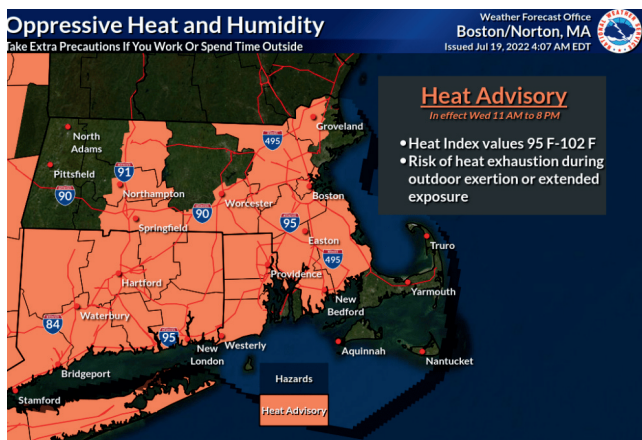 Oppressive Heat and Humidity
Take Extra Precautions If You Work Or Spend Time Outside
Weather Forecast Office
Boston/Norton, MA
Issued Jul 19, 2022 4:07 AM EDT
Heat Advisory
In effect Wed 11 AM to 8 PM
•Heat Index values 95 F-102 F
•Risk of heat exhaustion during
outdoor exertion or extended
exposure
North
Adams
Groveland
495
Pittsfield
91
90
Northampton
Worcester
Boston
90
Springfield
95
Easton
Truro
495
Hartford
Providence
Yarmouth
New
Bedford
84
Waterbury
95
New
London
Westerly
Aquinnah
Nantucket
Bridgeport
Stamford
Hazards
Heat Advisory